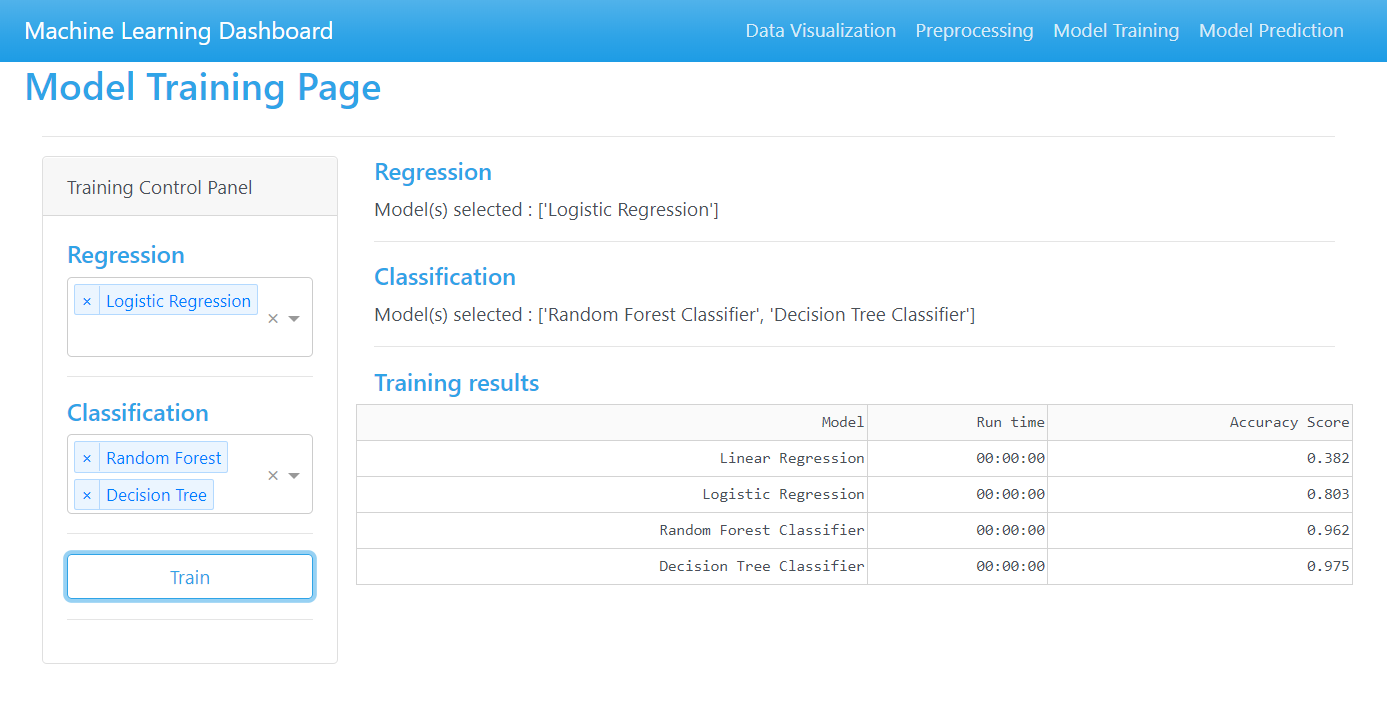 Machine Learning Dashboard Data Visualization Preprocessing Model Training Model Prediction
Model Training Page
Training Control Panel
Regression
× Logistic Regression
×
Classification
× Random Forest
× Decision Tree
×
Train
Regression
Model(s) selected : ['Logistic Regression']
Classification
Model(s) selected : ['Random Forest Classifier', 'Decision Tree Classifier']
Training results
Model Run time Accuracy Score
Linear Regression 00:00:00 0.382
Logistic Regression 00:00:00 0.803
Random Forest Classifier 00:00:00 0.962
Decision Tree Classifier 00:00:00 0.975